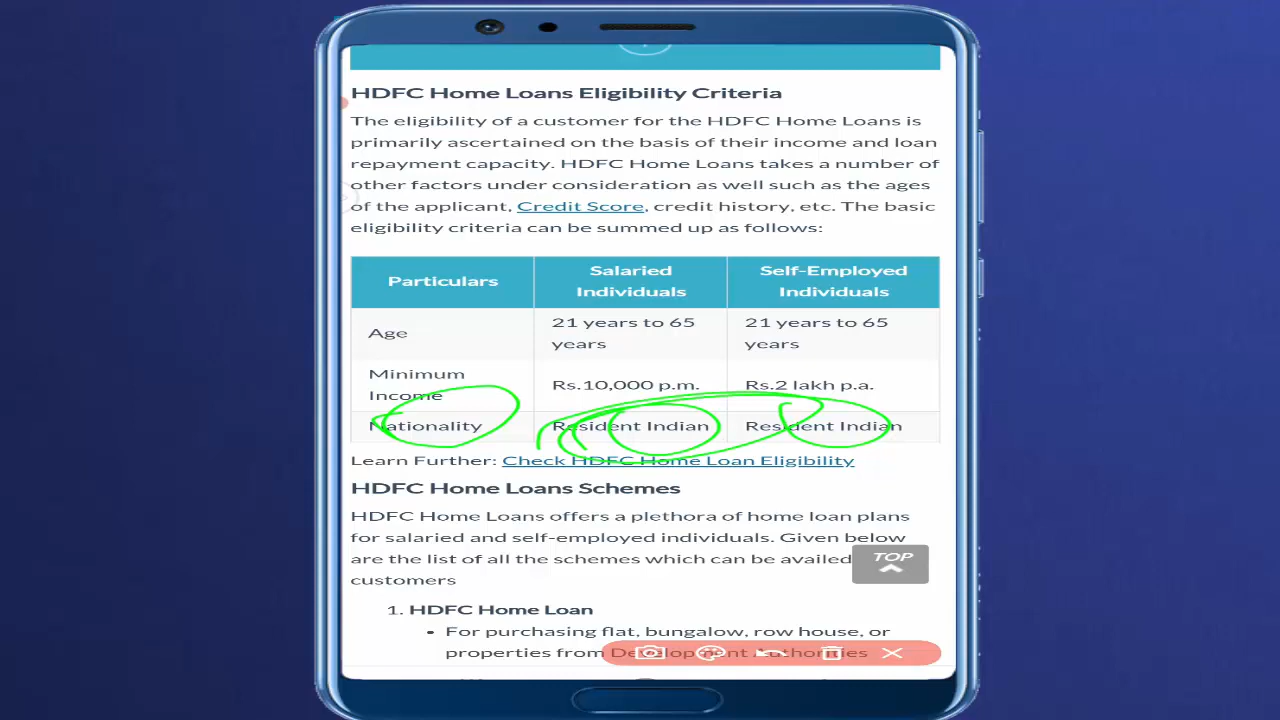 HDFC Home Loans Eligibility Criteria
The eligibility of a customer for the HDFC Home Loans is
primarily ascertained on the basis of their income and loan
repayment capacity. HDFC Home Loans takes a number of
other factors under consideration as well such as the ages
of the applicant, Credit Score, credit history, etc. The basic
eligibility criteria can be summed up as follows:
Particulars Salaried Individuals Self-Employed Individuals
Age 21 years to 65 years 21 years to 65 years
Minimum Income Rs.10,000 p.m. Rs.2 lakh p.a.
Nationality Resident Indian Resident Indian
Learn Further: Check HDFC Home Loan Eligibility
HDFC Home Loans Schemes
HDFC Home Loans offers a plethora of home loan plans
for salaried and self-employed individuals. Given below
are the list of all the schemes which can be availed
customers
TOP
1. HDFC Home Loan
• For purchasing flat, bungalow, row house, or
properties from Development Authorities